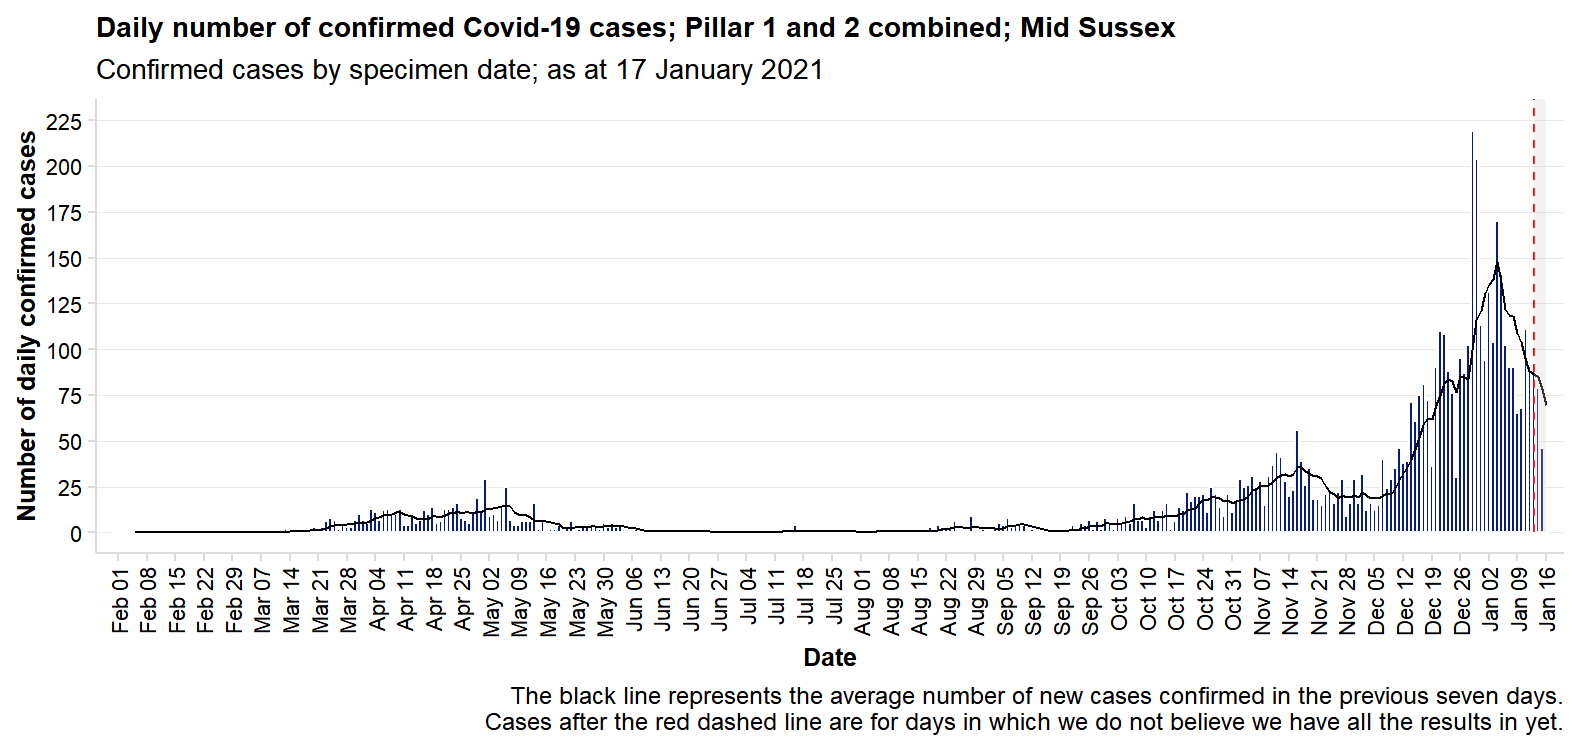 Daily number of confirmed Covid-19 cases; Pillar 1 and 2 combined; Mid Sussex
Confirmed cases by specimen date; as at 17 January 2021
Number of daily confirmed cases
225
200
175
150
125
100
75
50
25
0
Feb 01
Feb 08
Feb 15
Feb 22
Feb 29
Mar 07
Mar 14
Mar 21
Mar 28
Apr 04
Apr 11
Apr 18
Apr 25
May 02
May 09
May 16
May 23
May 30
Jun 06
Jun 13
Jun 20
Jun 27
Jul 04
Jul 11
Jul 18
Jul 25
Aug 01
Aug 08
Aug 15
Aug 22
Aug 29
Sep 05
Sep 12
Sep 19
Sep 26
Oct 03
Oct 10
Oct 17
Oct 24
Oct 31
Nov 07
Nov 14
Nov 21
Nov 28
Dec 05
Dec 12
Dec 19
Dec 26
Jan 02
Jan 09
Jan 16
Date
The black line represents the average number of new cases confirmed in the previous seven days.
Cases after the red dashed line are for days in which we do not believe we have all the results in yet.